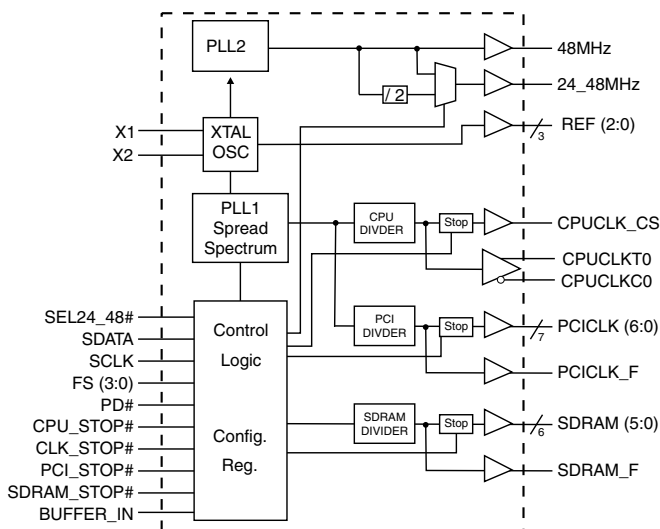 PLL2
48MHz
/ 2
24_48MHz
X1
X2
XTAL
OSC
REF (2:0)
3
PLL1
Spread
Spectrum
CPU
DIVDER
Stop
CPUCLK_CS
CPUCLKT0
CPUCLKC0
SEL24_48#
SDATA
SCLK
FS (3:0)
PD#
CPU_STOP#
CLK_STOP#
PCI_STOP#
SDRAM_STOP#
BUFFER_IN
Control
Logic
Config.
Reg.
PCI
DIVDER
Stop
PCICLK (6:0)
7
PCICLK_F
SDRAM
DIVIDER
Stop
SDRAM (5:0)
6
SDRAM_F